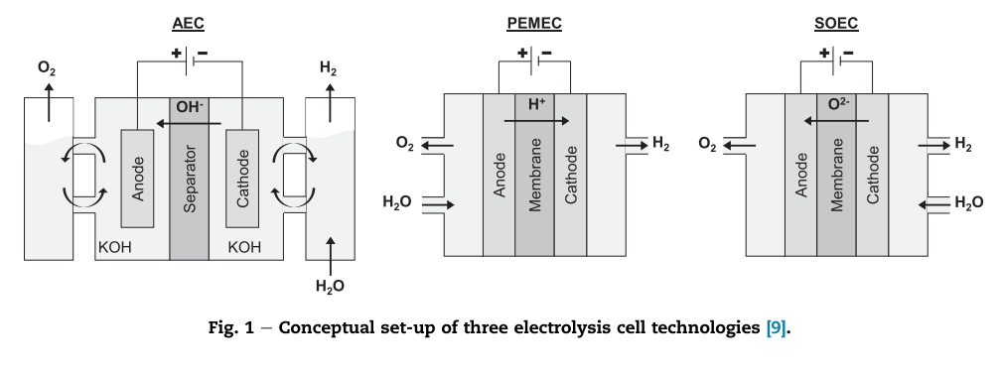 AEC
+ −
O2
H2
OH-
Anode
Separator
Cathode
KOH
KOH
H2O
PEMEC
+ −
H+
O2
H2
H2O
Anode
Membrane
Cathode
SOEC
+ −
O2-
O2
H2
H2O
Anode
Membrane
Cathode
Fig. 1 – Conceptual set-up of three electrolysis cell technologies [9].